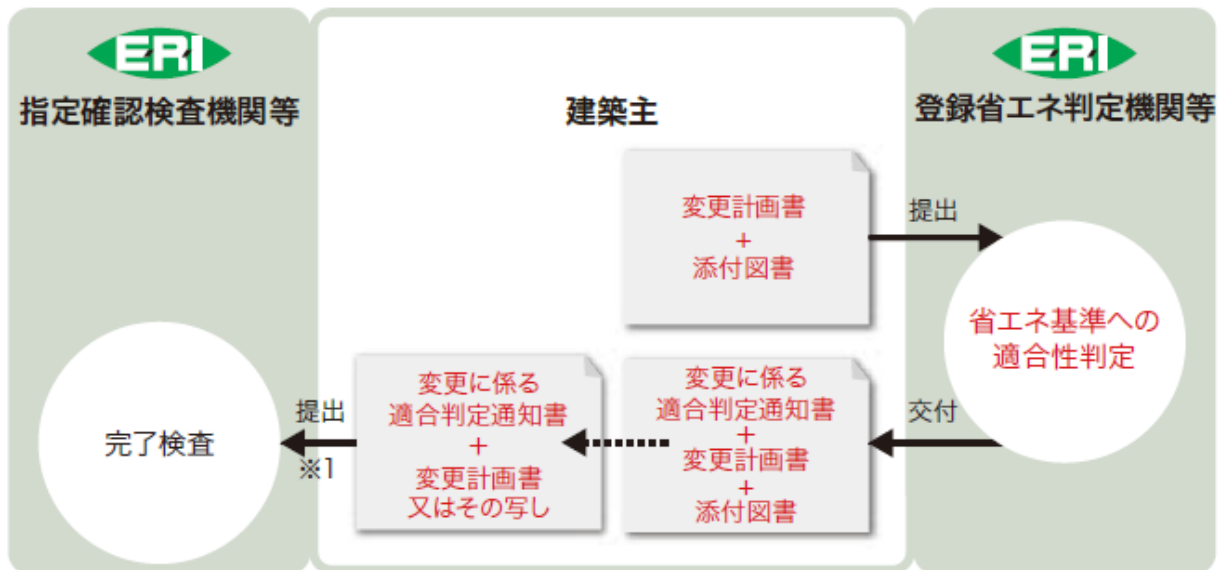 ERI
指定確認検査機関等
建築主
ERI
登録省エネ判定機関等
変更計画書
+
添付図書
提出
省エネ基準への
適合性判定
交付
変更に係る
適合判定通知書
+
変更計画書
+
添付図書
変更に係る
適合判定通知書
+
変更計画書
又はその写し
提出
※1
完了検査